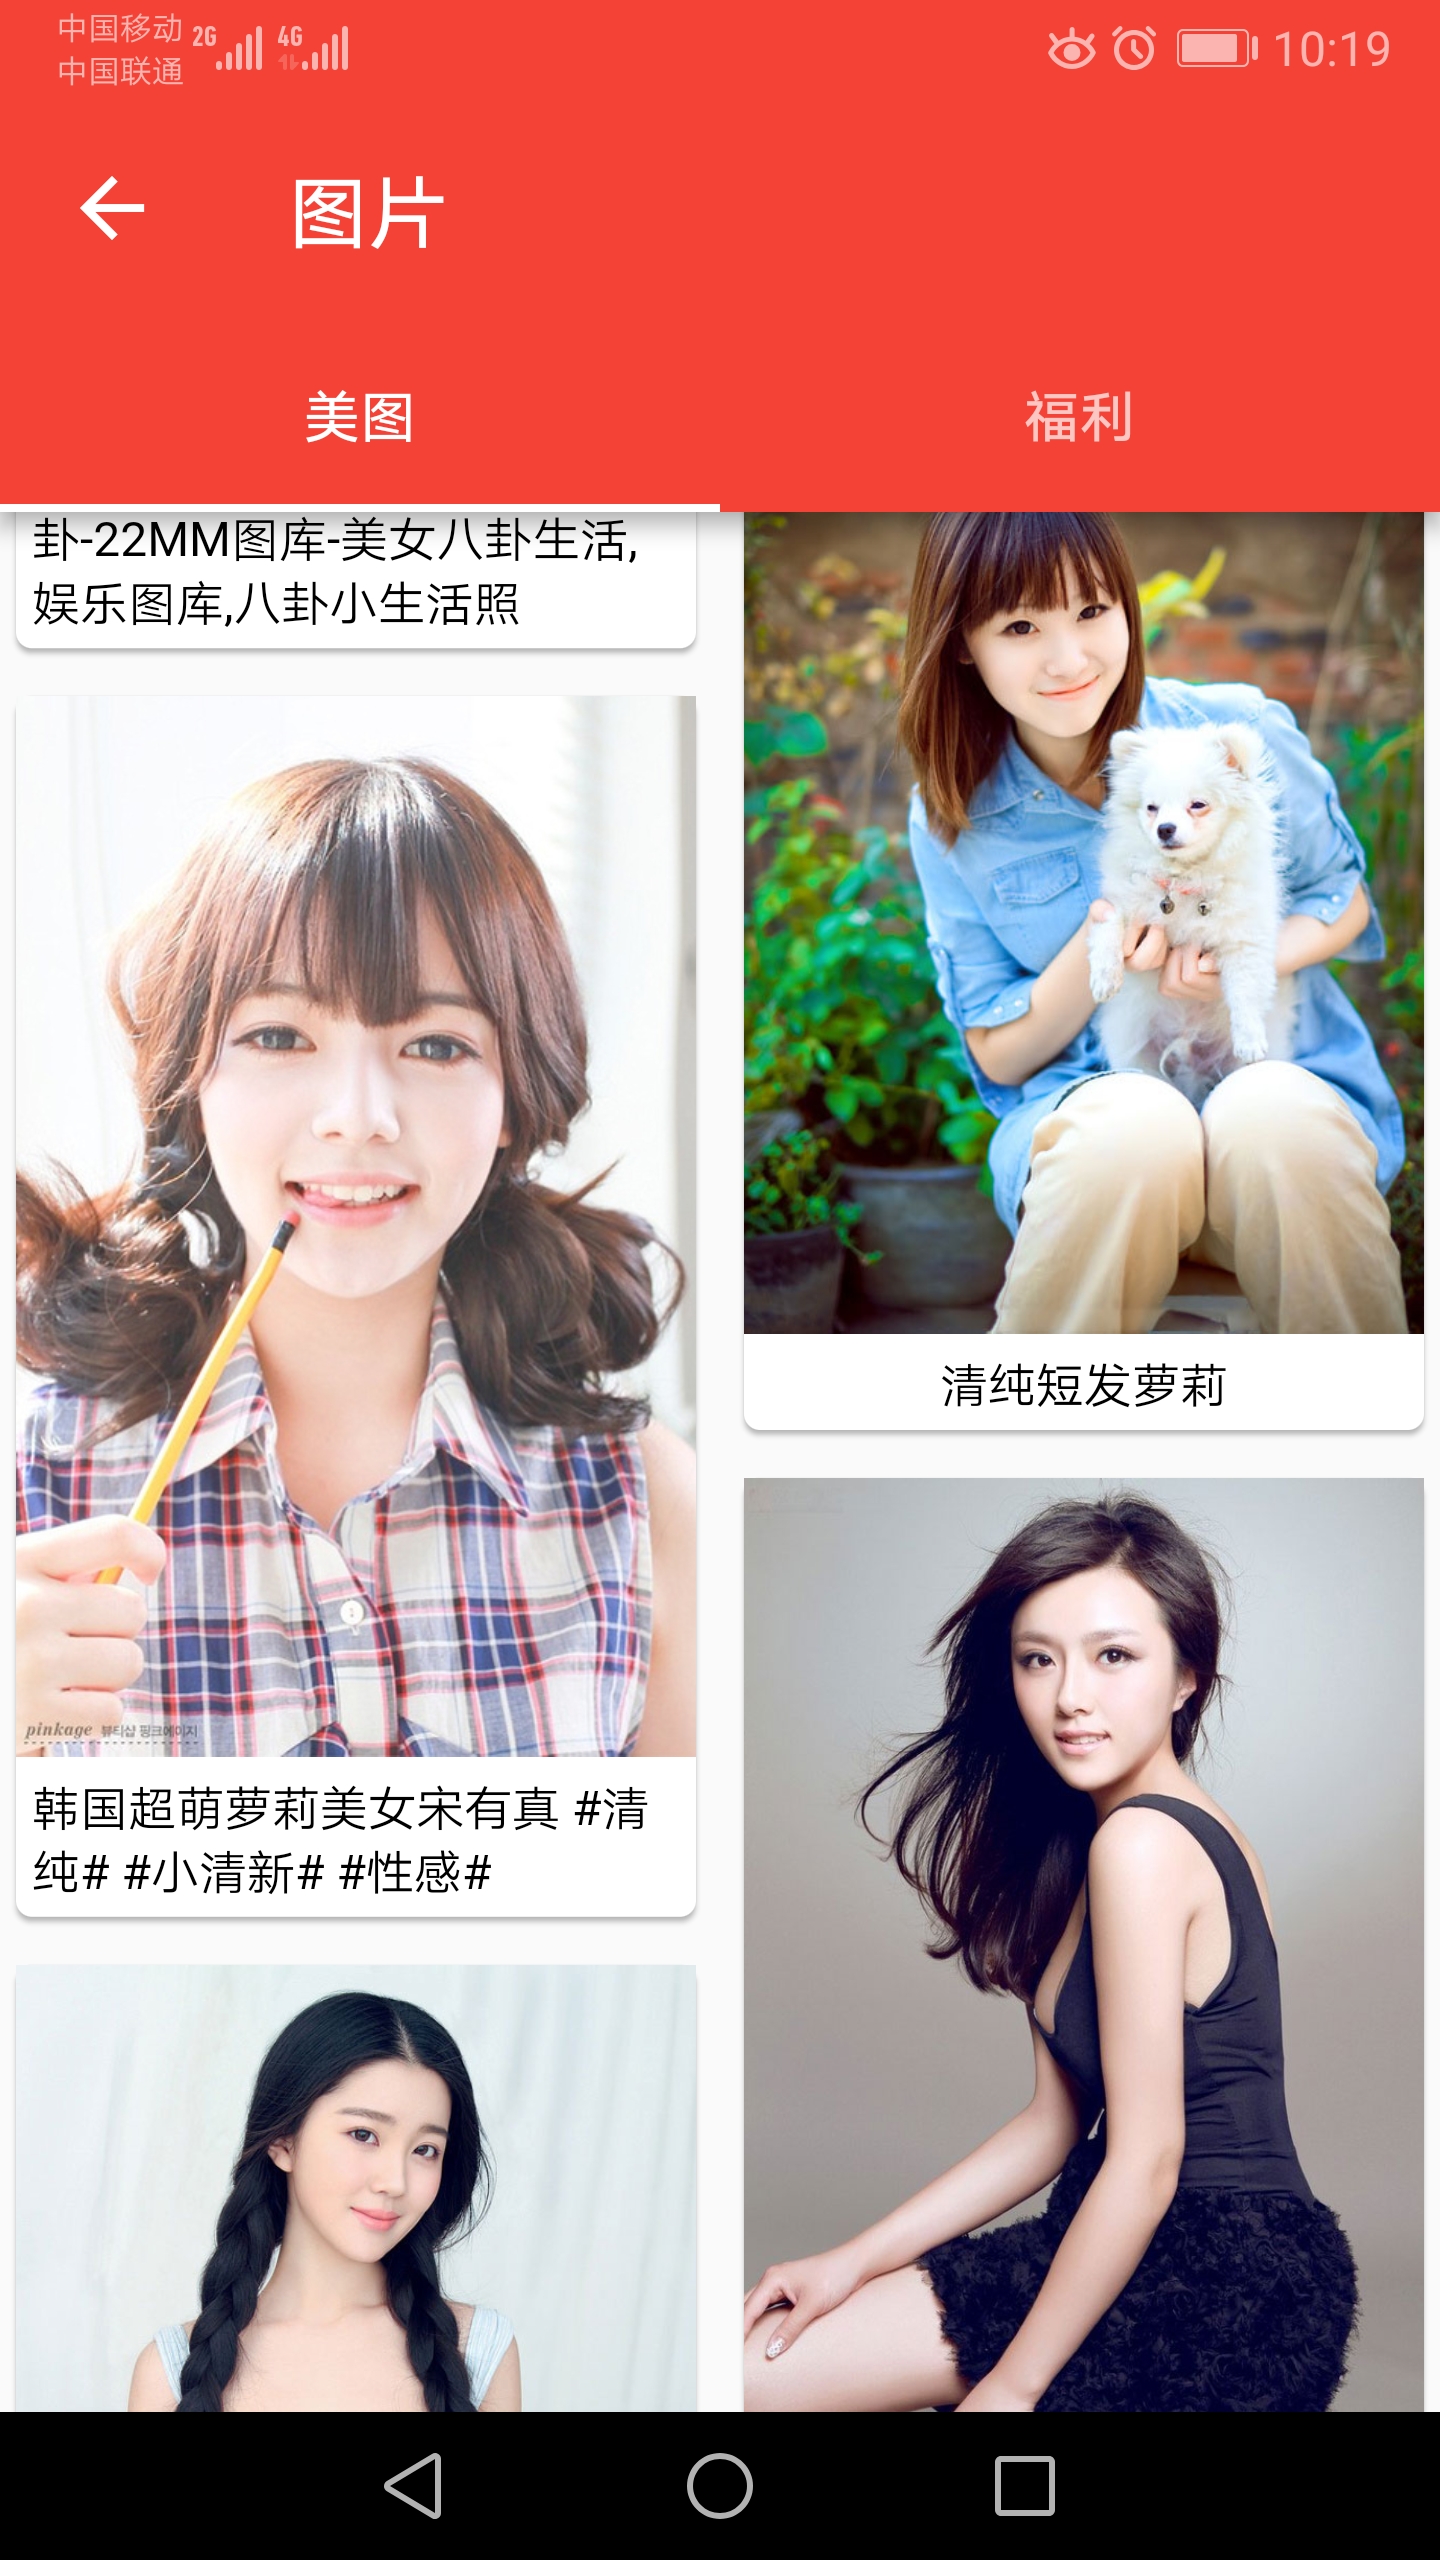 中国移动 2G 4G
中国联通
10:19
图片
美图
福利
卦-22MM图库-美女八卦生活,
娱乐图库,八卦小生活照
清纯短发萝莉
pinkage 뷰티샵 핑크에이지
韩国超萌萝莉美女宋有真 #清
纯# #小清新# #性感#